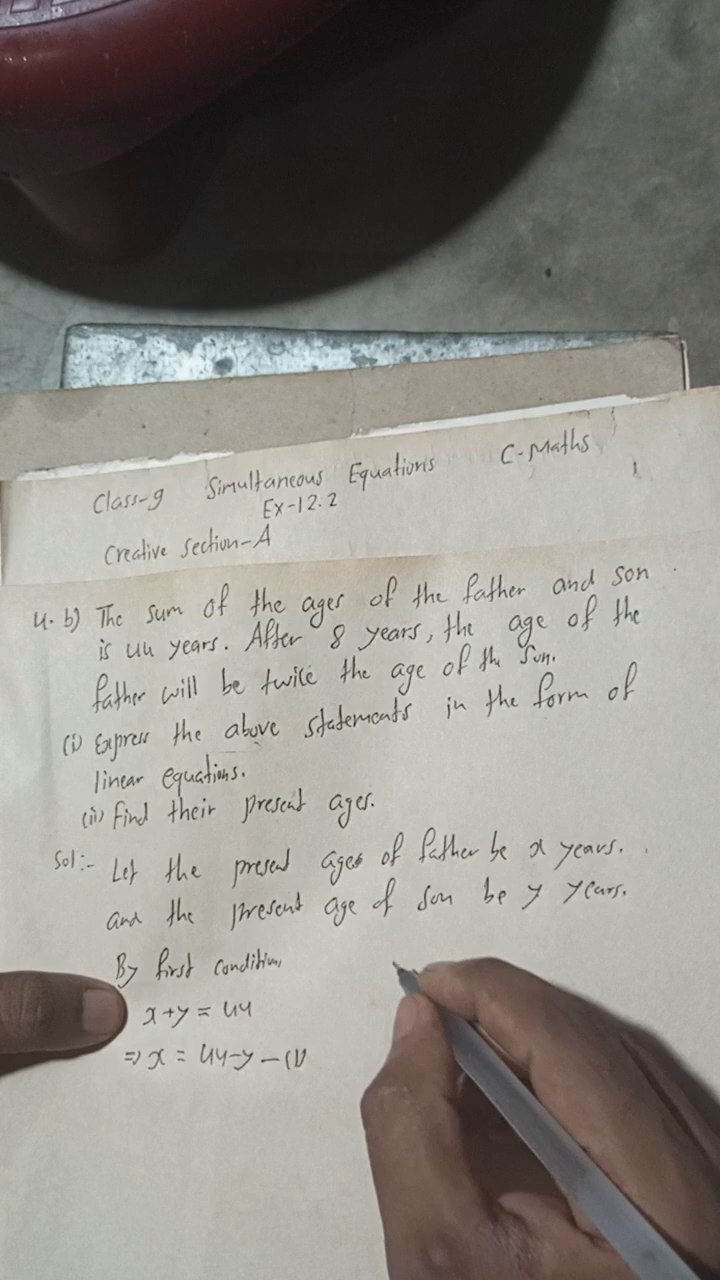 Class-9 Simultaneous Equations C-Maths
Ex-12.2
Creative Section-A
4. b) The sum of the ages of the father and son
is 44 years. After 8 years, the age of the
father will be twice the age of the son.
(i) Express the above statements in the form of
linear equations.
(ii) Find their present ages.
Sol:- Let the present ages of father be x years.
and the present age of son be y years.
By first condition,
x+y = 44
⇒ x = 44-y - (1)